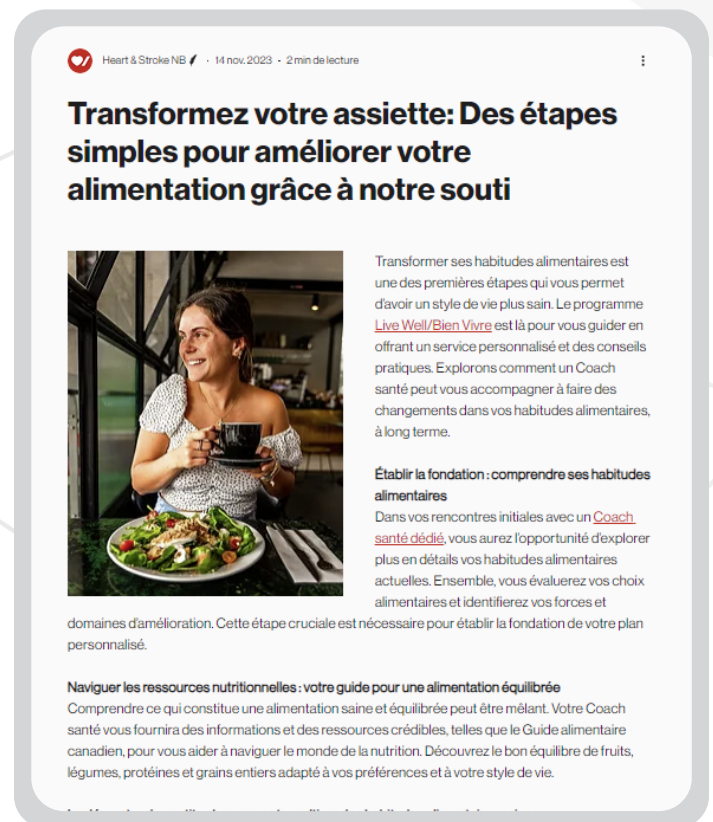 Heart & Stroke NB · 14 nov. 2023 · 2 min de lecture
Transformez votre assiette: Des étapes
simples pour améliorer votre
alimentation grâce à notre souti
Transformer ses habitudes alimentaires est
une des premières étapes qui vous permet
d'avoir un style de vie plus sain. Le programme
Live Well/Bien Vivre est là pour vous guider en
offrant un service personnalisé et des conseils
pratiques. Explorons comment un Coach
santé peut vous accompagner à faire des
changements dans vos habitudes alimentaires,
à long terme.
Établir la fondation : comprendre ses habitudes
alimentaires
Dans vos rencontres initiales avec un Coach
santé dédié, vous aurez l'opportunité d'explorer
plus en détails vos habitudes alimentaires
actuelles. Ensemble, vous évaluerez vos choix
alimentaires et identifierez vos forces et
domaines d'amélioration. Cette étape cruciale est nécessaire pour établir la fondation de votre plan
personnalisé.
Naviguer les ressources nutritionnelles : votre guide pour une alimentation équilibrée
Comprendre ce qui constitue une alimentation saine et équilibrée peut être mêlant. Votre Coach
santé vous fournira des informations et des ressources crédibles, telles que le Guide alimentaire
canadien, pour vous aider à naviguer le monde de la nutrition. Découvrez le bon équilibre de fruits,
légumes, protéines et grains entiers adapté à vos préférences et à votre style de vie.